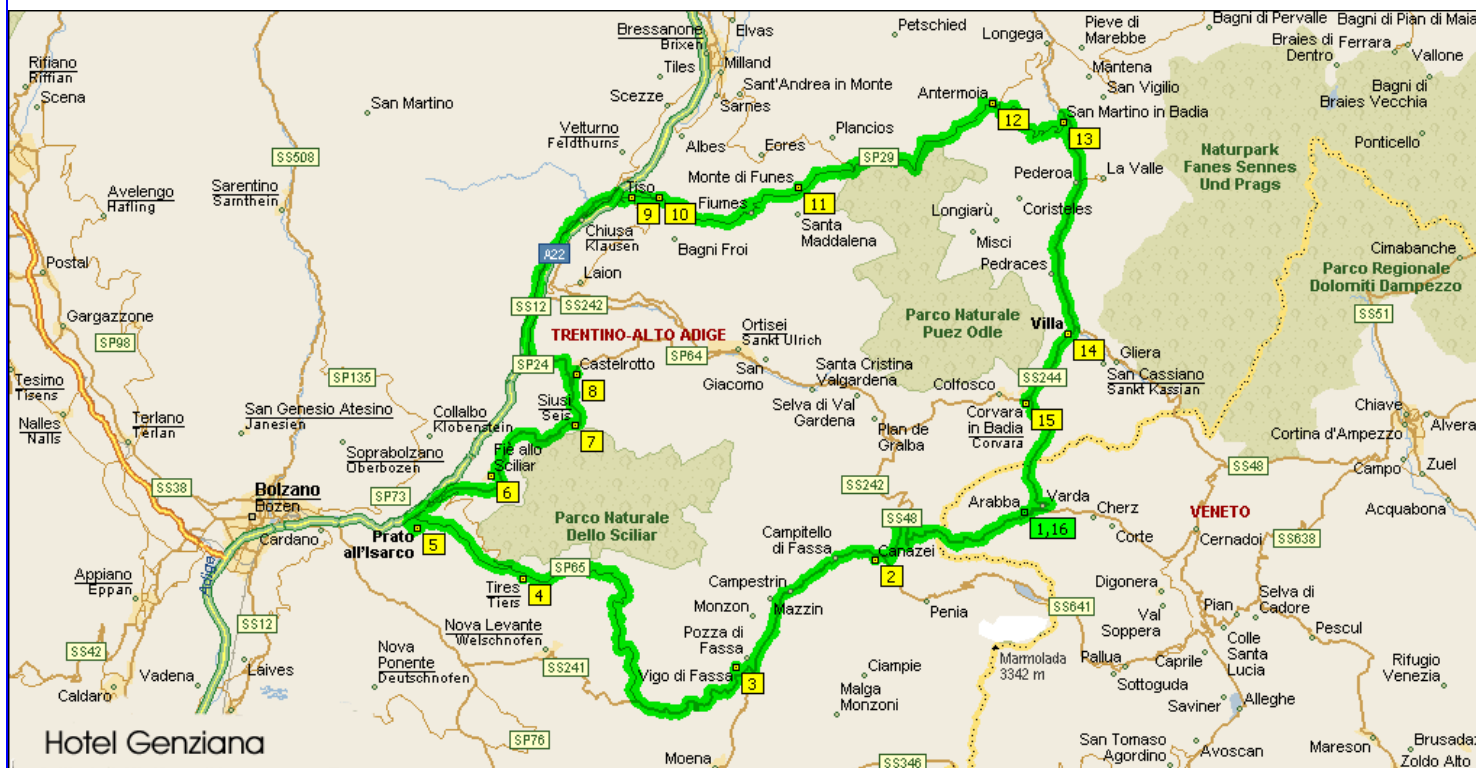 Bressanone
Brixen
Elvas
Petschied
Longega
Pieve di
Marebbe
Bagni di Pervalle
Bagni di Pian di Maia
Braies di
Dentro
Ferrara
Vallone
Rifiano
Riffian
Scena
San Martino
Tiles
Milland
Sant'Andrea in Monte
Scezze
Sarnes
Antermoia
12
Mantena
San Vigilio
San Martino in Badia
13
Bagni di
Braies Vecchia
Ponticello
Velturno
Feldthurns
Albes
Eores
Plancios
SS508
SP29
Naturpark
Fanes Sennes
Und Prags
Avelengo
Hafling
Sarentino
Sarnthein
Tiso
9
10
Fiumes
Monte di Funes
11
Santa
Maddalena
Pederoa
La Valle
Longiarù
Coristeles
Misci
Pedraces
Chiusa
Klausen
Bagni Froi
A22
Laion
Postal
Cimabanche
Parco Regionale
Dolomiti Dampezzo
SS51
Gargazzone
SP98
SS12
SS242
TRENTINO-ALTO ADIGE
Ortisei
Sankt Ulrich
Parco Naturale
Puez Odle
Villa
14
Gliera
San Cassiano
Sankt Kassian
SP24
Castelrotto
8
SP64
San
Giacomo
Santa Cristina
Valgardena
Colfosco
SS244
Tesimo
Tisens
SP135
Nalles
Nalls
Terlano
Terlan
San Genesio Atesino
Janesien
Collalbo
Klobenstein
Siusi
Seis
7
Selva di Val
Gardena
Plan de
Gralba
Corvara
in Badia
Corvara
15
Chiave
Alvera
Cortina d'Ampezzo
Soprabolzano
Oberbozen
Fiè allo
Sciliar
6
SS48
Campo
Zuel
SS38
Bolzano
Bozen
SP73
SS242
Arabba
Varda
1,16
Cherz
Acquabona
Cardano
Prato
all'Isarco
5
Parco Naturale
Dello Sciliar
Campitello
di Fassa
SS48
Canazei
2
Corte
VENETO
Cernadoi
SS638
Adige
Appiano
Eppan
Tires
Tiers
4
SP65
Campestrin
Mazzin
Monzon
Penia
SS641
Digonera
Val
Soppera
Pian
Selva di
Cadore
SS12
Nova Levante
Welschnofen
Pozza di
Fassa
Colle
Santa
Lucia
Pescul
SS42
Laives
Nova
Ponente
Deutschnofen
SS241
Vigo di Fassa
3
Ciampie
Marmolada
3342 m
Pallua
Caprile
Sottoguda
Rifugio
Venezia
Caldaro
Vadena
Malga
Monzoni
Saviner
Alleghe
Hotel Genziana
SP76
Moena
SS346
San Tomaso
Agordino
Avoscan
Mareson
Brusadaz
Zoldo Alto